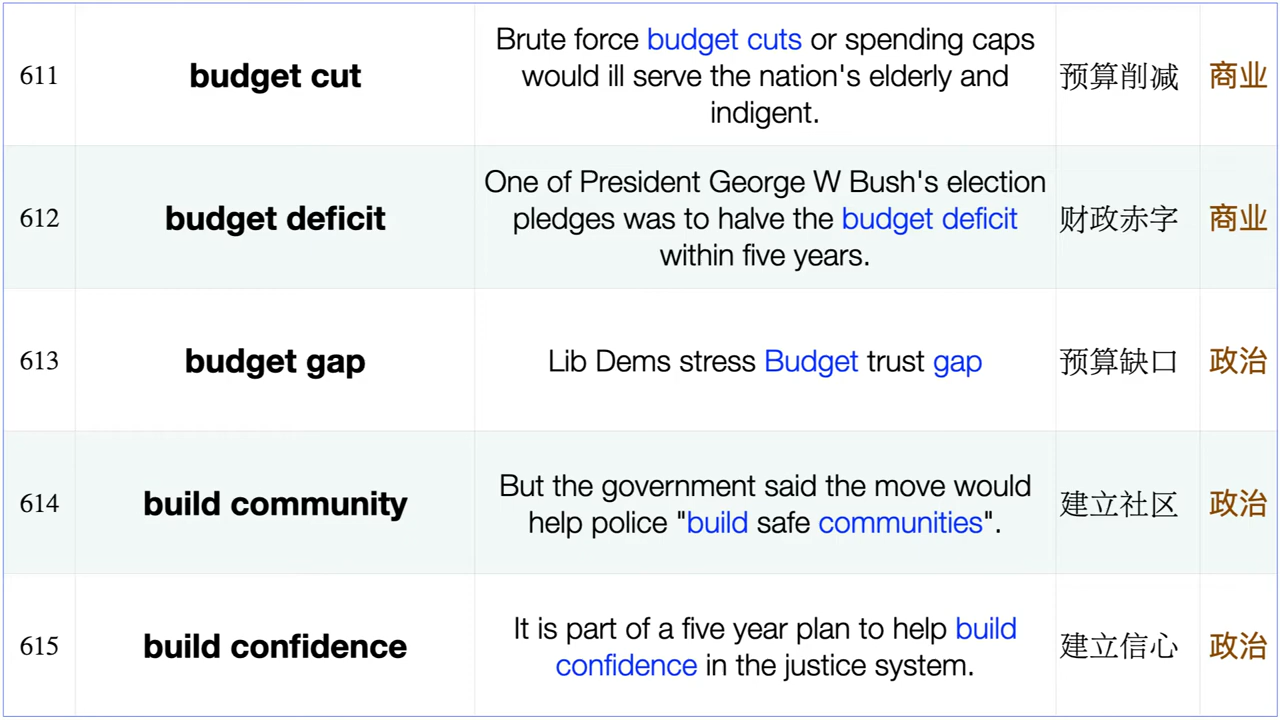 611
budget cut
Brute force budget cuts or spending caps
would ill serve the nation's elderly and
indigent.
预算削减
商业
612
budget deficit
One of President George W Bush's election
pledges was to halve the budget deficit
within five years.
财政赤字
商业
613
budget gap
Lib Dems stress Budget trust gap
预算缺口
政治
614
build community
But the government said the move would
help police "build safe communities".
建立社区
政治
615
build confidence
It is part of a five year plan to help build
confidence in the justice system.
建立信心
政治